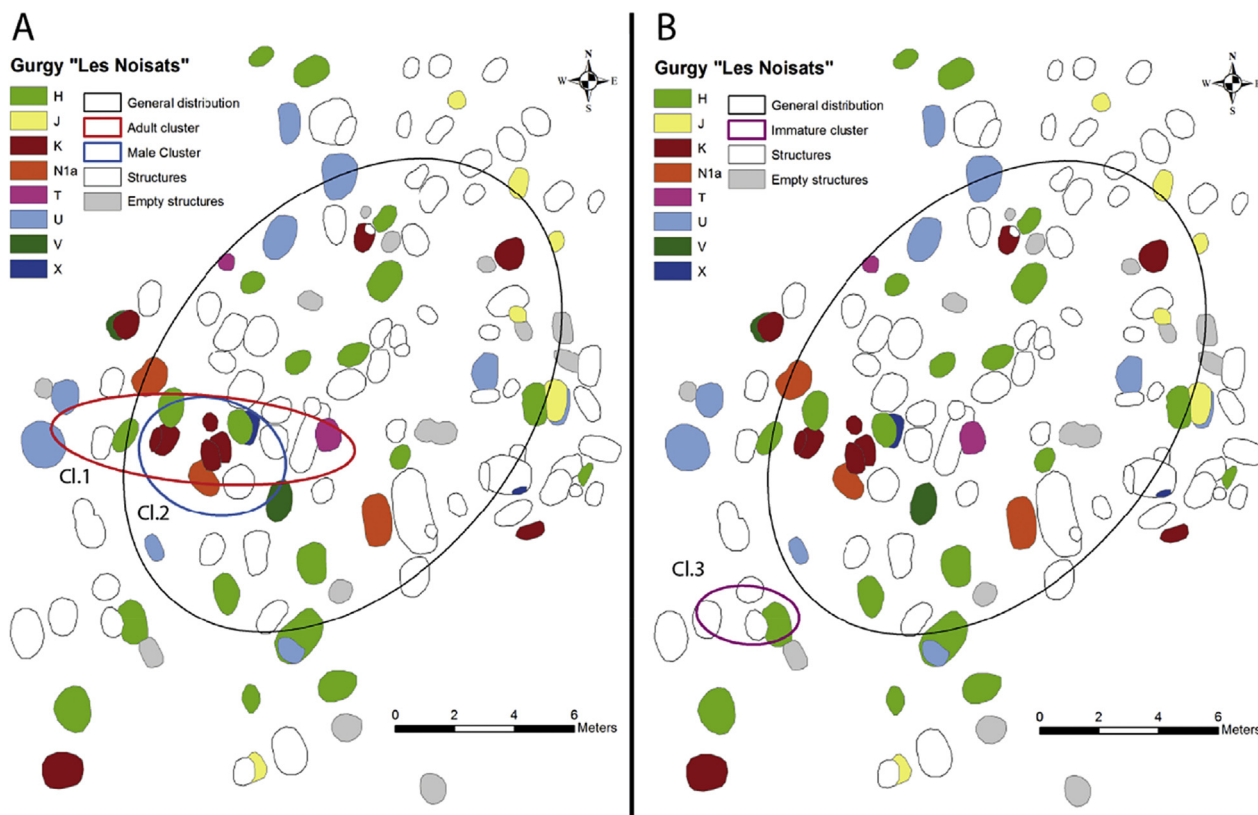 A
Gurgy "Les Noisats"
H
J
K
N1a
T
U
V
X
General distribution
Adult cluster
Male Cluster
Structures
Empty structures
N
W E
S
Cl.1
Cl.2
0 2 4 6
Meters
B
Gurgy "Les Noisats"
H
J
K
N1a
T
U
V
X
General distribution
Immature cluster
Structures
Empty structures
N
W
S
Cl.3
0 2 4 6
Meters